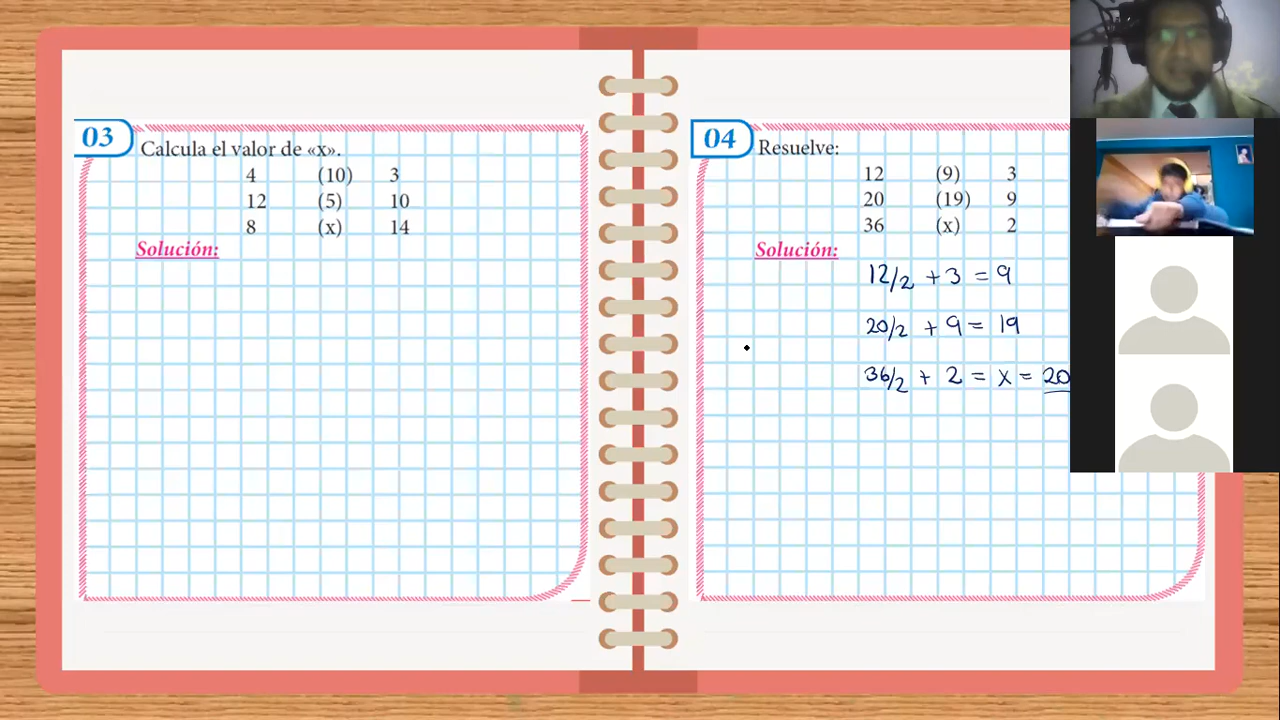 03
Calcula el valor de «x».
4 (10) 3
12 (5) 10
8 (x) 14
Solución:
04
Resuelve:
12 (9) 3
20 (19) 9
36 (x) 2
Solución:
12/2 + 3 = 9
20/2 + 9 = 19
36/2 + 2 = x = 20